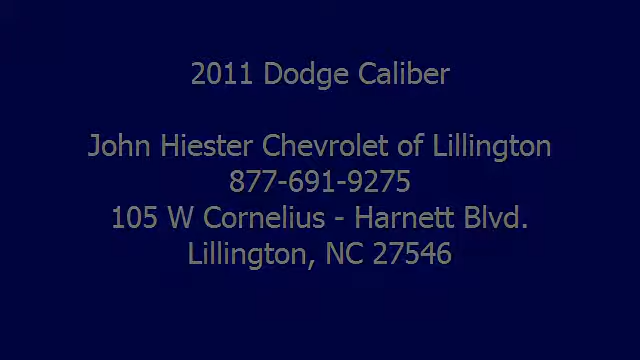 2011 Dodge Caliber
John Hiester Chevrolet of Lillington
877-691-9275
105 W Cornelius - Harnett Blvd.
Lillington, NC 27546